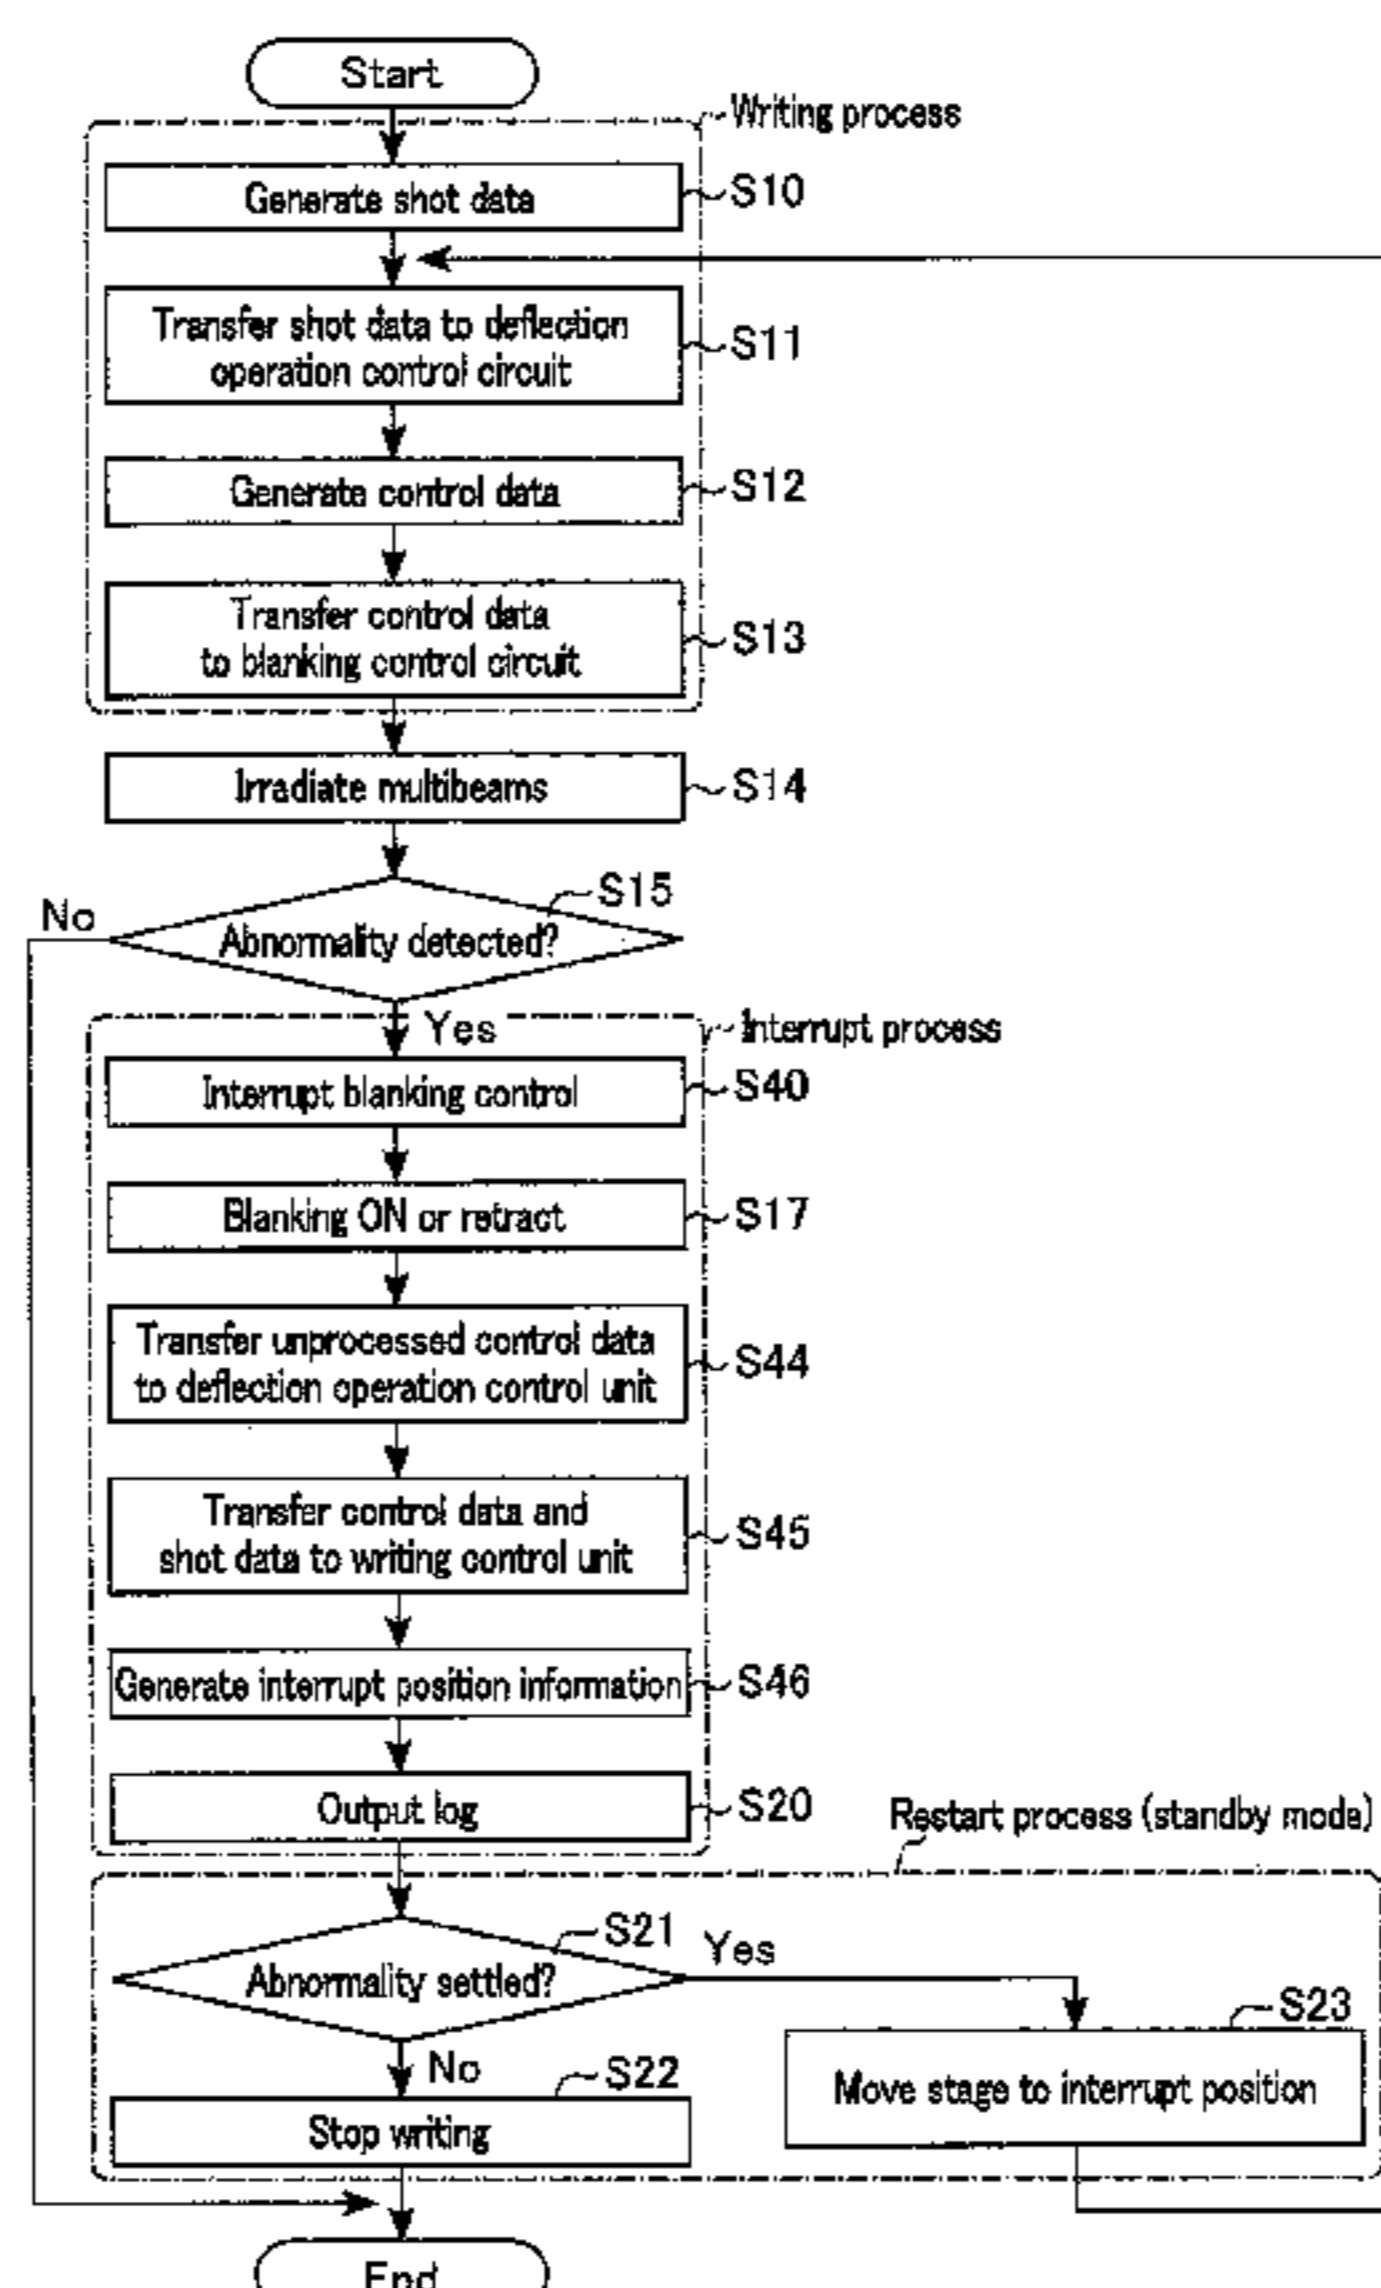 Start
Writing process
Generate shot data
S10
Transfer shot data to deflection
operation control circuit
S11
Generate control data
S12
Transfer control data
to blanking control circuit
S13
Irradiate multibeams
S14
S15
No
Abnormality detected?
Yes
Interrupt process
Interrupt blanking control
S40
Blanking ON or retract
S17
Transfer unprocessed control data
to deflection operation control unit
S44
Transfer control data and
shot data to writing control unit
S45
Generate interrupt position information
S46
Output log
S20
Restart process (standby mode)
S21
Yes
Abnormality settled?
S23
No
S22
Move stage to interrupt position
Stop writing
End